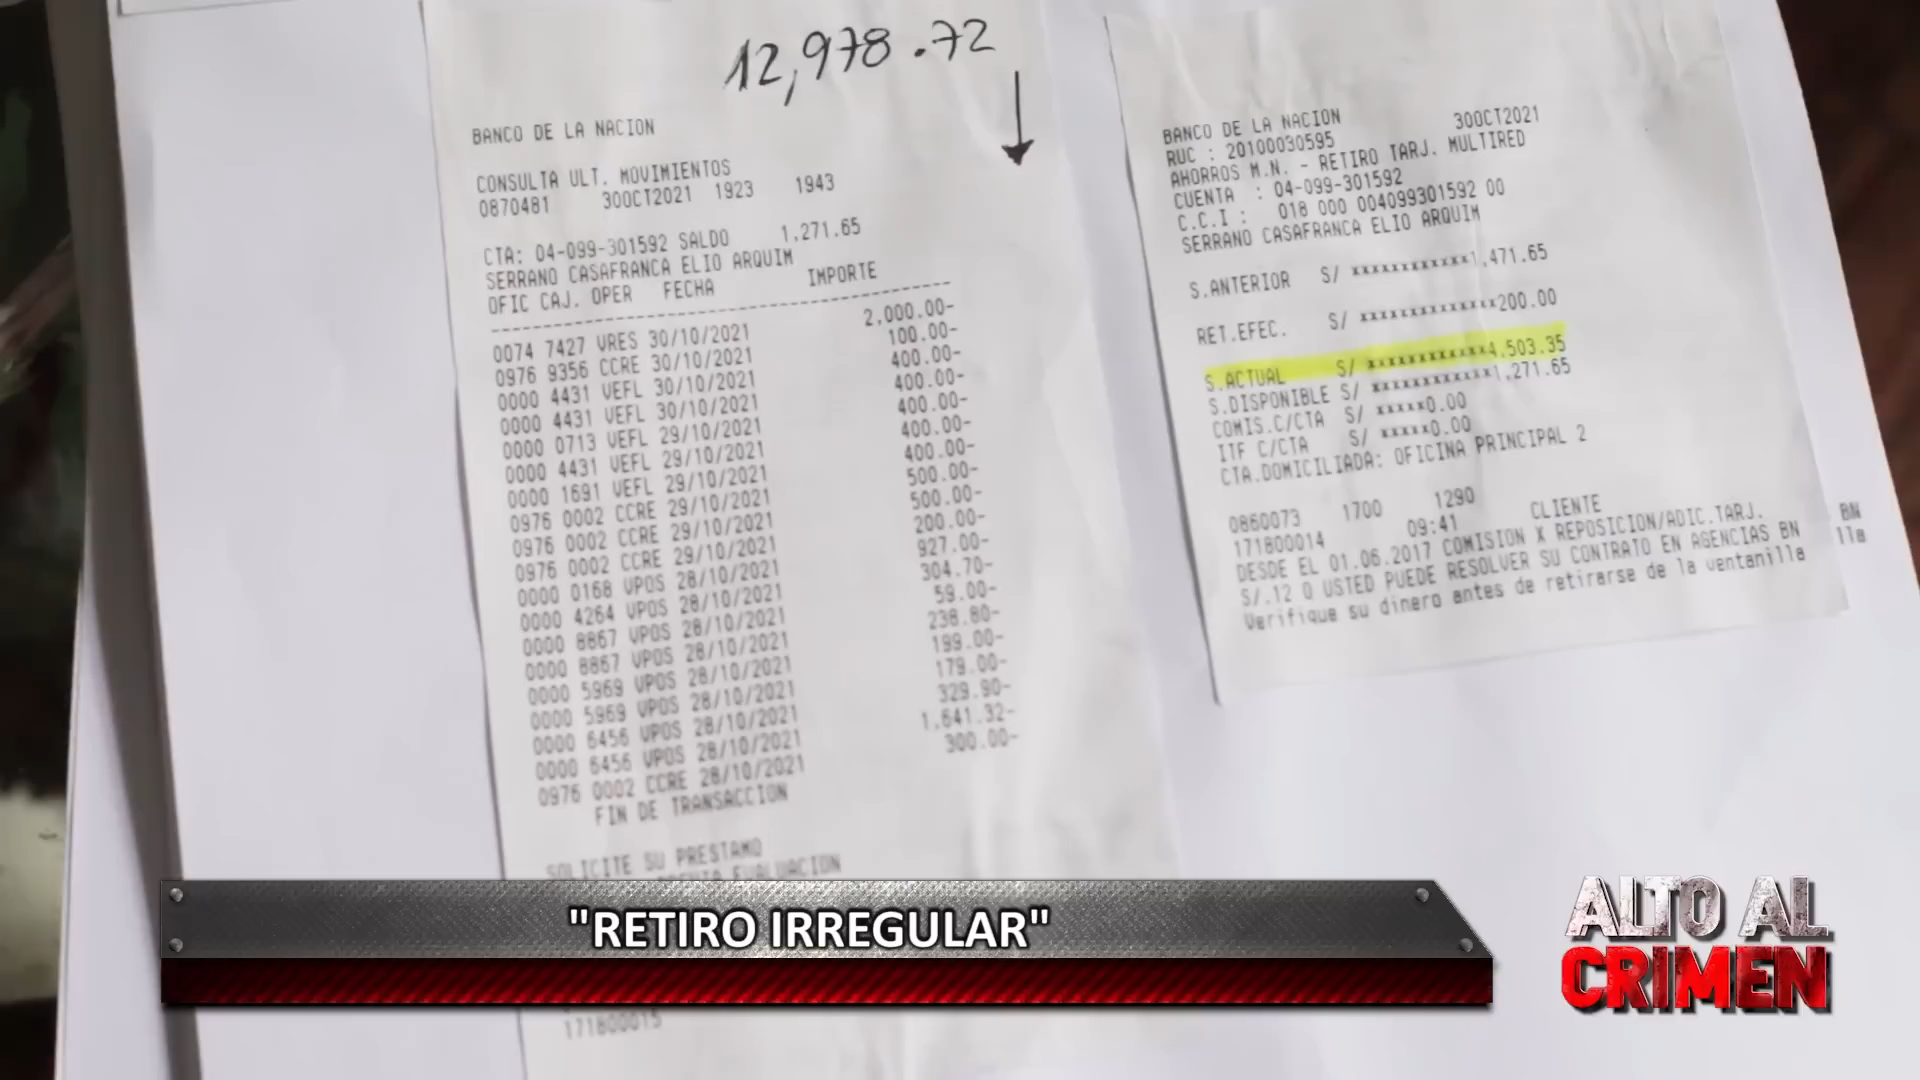 12,978.72
BANCO DE LA NACION
CONSULTA ULT. MOVIMIENTOS
0870481 30OCT2021 1923 1943
CTA: 04-099-301592 SALDO 1,271.65
SERRANO CASAFRANCA ELIO ARQUIM
OFIC CAJ. OPER FECHA IMPORTE
0074 7427 VRES 30/10/2021 2,000.00-
0976 9356 CCRE 30/10/2021 100.00-
0000 4431 VEFL 30/10/2021 400.00-
0000 4431 VEFL 30/10/2021 400.00-
0000 0713 VEFL 29/10/2021 400.00-
0000 4431 VEFL 29/10/2021 400.00-
0000 1691 VEFL 29/10/2021 400.00-
0976 0002 CCRE 29/10/2021 500.00-
0976 0002 CCRE 29/10/2021 500.00-
0976 0002 CCRE 29/10/2021 200.00-
0000 0168 VPOS 28/10/2021 927.00-
0000 4264 VPOS 28/10/2021 304.70-
0000 8867 VPOS 28/10/2021 59.00-
0000 8867 VPOS 28/10/2021 238.80-
0000 5969 VPOS 28/10/2021 199.00-
0000 5969 VPOS 28/10/2021 179.00-
0000 6456 VPOS 28/10/2021 329.90-
0000 6456 VPOS 28/10/2021 1,641.32-
0976 0002 CCRE 28/10/2021 300.00-
FIN DE TRANSACCION
SOLICITE SU PRESTAMO
EVALUACION
171800015
BANCO DE LA NACION 30OCT2021
RUC : 20100030595
AHORROS M.N. - RETIRO TARJ. MULTIRED
CUENTA : 04-099-301592
C.C.I : 018 000 004099301592 00
SERRANO CASAFRANCA ELIO ARQUIM
S.ANTERIOR S/ xxxxxxxxxxxx1,471.65
RET.EFEC. S/ xxxxxxxxxxxxxx200.00
S.ACTUAL S/ xxxxxxxxxxxx4,503.35
S.DISPONIBLE S/ xxxxxxxxxxxx1,271.65
COMIS.C/CTA S/ xxxxx0.00
ITF C/CTA S/ xxxxx0.00
CTA.DOMICILIADA: OFICINA PRINCIPAL 2
0860073 1700 1290
171800014 09:41 CLIENTE
DESDE EL 01.06.2017 COMISION X REPOSICION/ADIC.TARJ. BN
S/.12 O USTED PUEDE RESOLVER SU CONTRATO EN AGENCIAS BN lla
Verifique su dinero antes de retirarse de la ventanilla
"RETIRO IRREGULAR"
ALTO AL
CRIMEN